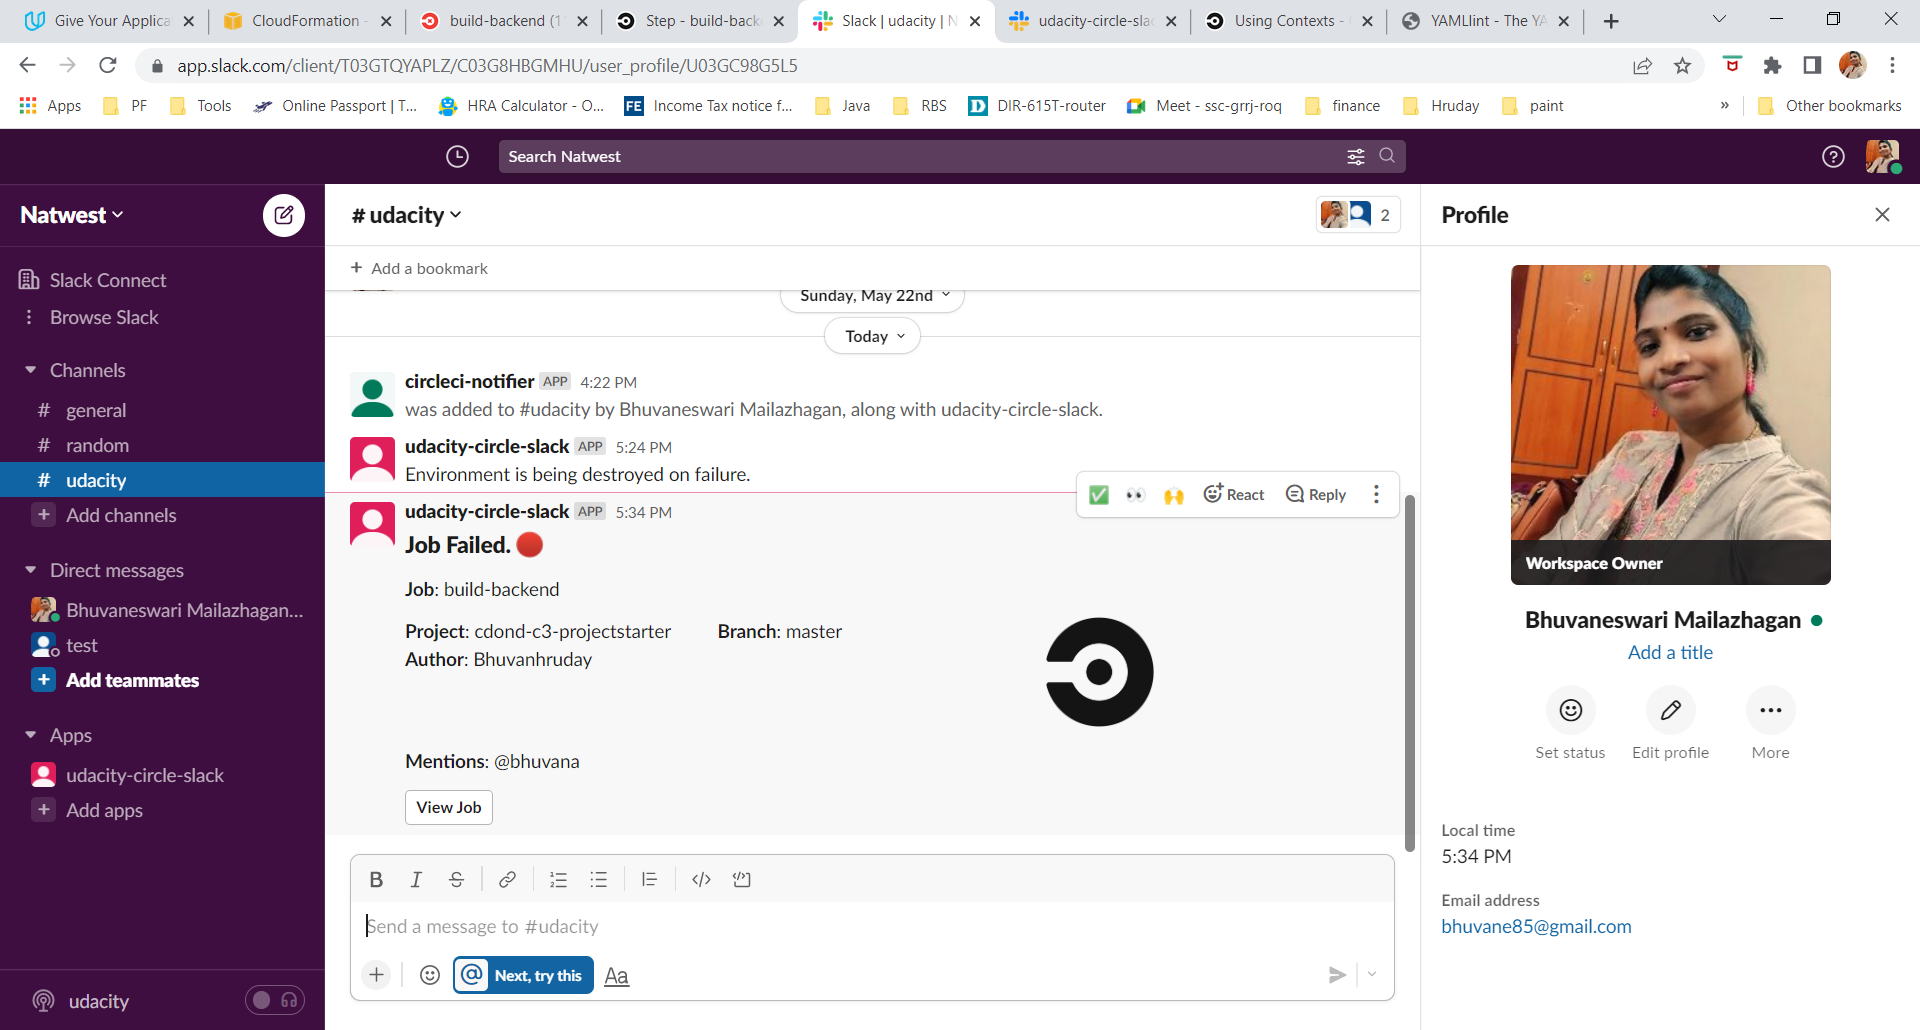 Give Your Applica
CloudFormation -
build-backend (1
Step - build-back
Slack | udacity | N
udacity-circle-sla
Using Contexts -
YAMLlint - The YA
app.slack.com/client/T03GTQYAPLZ/C03G8HBGMHU/user_profile/U03GC98G5L5
Apps
PF
Tools
Online Passport | T...
HRA Calculator - O...
FE
Income Tax notice f...
Java
RBS
D
DIR-615T-router
Meet - ssc-grrj-roq
finance
Hruday
paint
»
Other bookmarks
Search Natwest
Natwest
Slack Connect
Browse Slack
Channels
# general
# random
# udacity
+ Add channels
Direct messages
Bhuvaneswari Mailazhagan...
test
+ Add teammates
Apps
udacity-circle-slack
+ Add apps
udacity
# udacity
2
+ Add a bookmark
Sunday, May 22nd
Today
circleci-notifier APP 4:22 PM
was added to #udacity by Bhuvaneswari Mailazhagan, along with udacity-circle-slack.
udacity-circle-slack APP 5:24 PM
Environment is being destroyed on failure.
React
Reply
udacity-circle-slack APP 5:34 PM
Job Failed.
Job: build-backend
Project: cdond-c3-projectstarter
Branch: master
Author: Bhuvanhruday
Mentions: @bhuvana
View Job
B I S
Send a message to #udacity
+ @ Next, try this Aa
Profile
Workspace Owner
Bhuvaneswari Mailazhagan
Add a title
Set status
Edit profile
More
Local time
5:34 PM
Email address
bhuvane85@gmail.com